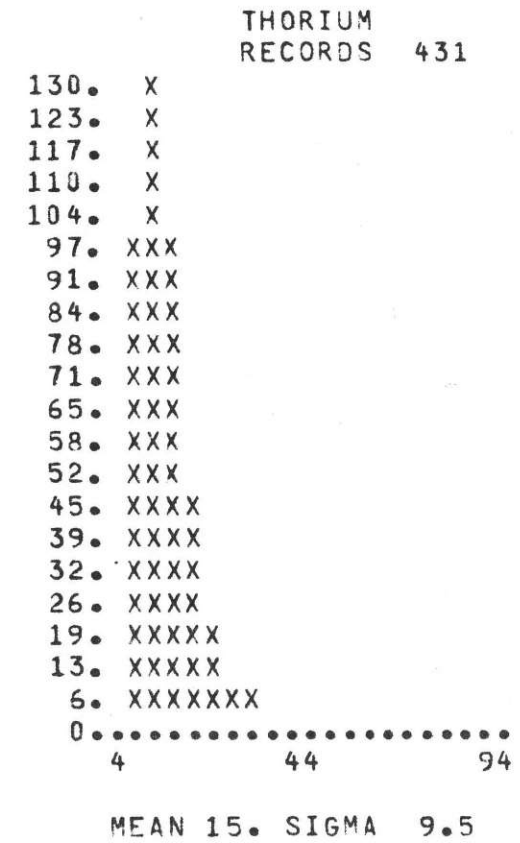 THORIUM
RECORDS 431
130. X
123. X
117. X
110. X
104. X
97. XXX
91. XXX
84. XXX
78. XXX
71. XXX
65. XXX
58. XXX
52. XXX
45. XXXX
39. XXXX
32. XXXX
26. XXXX
19. XXXXX
13. XXXXX
6. XXXXXXX
0......................
4 44 94
MEAN 15. SIGMA 9.5